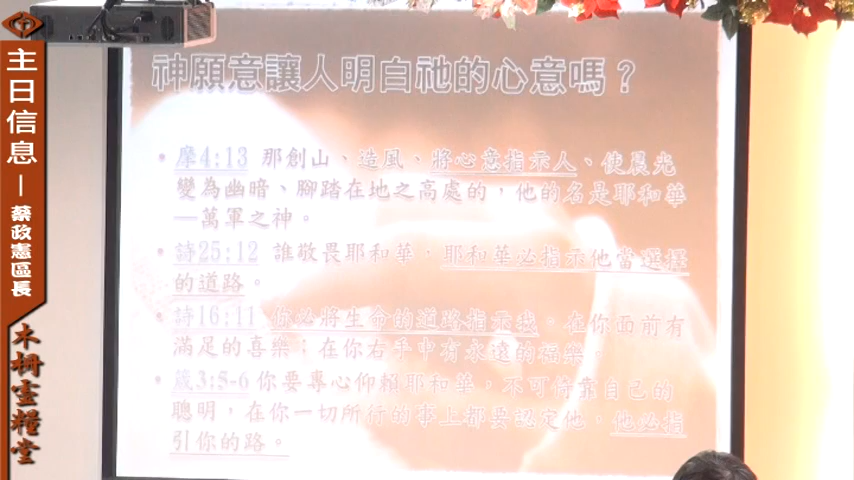 主日信息
蔡政憲區長
木柵靈糧堂
神願意讓人明白祂的心意嗎？
• 摩4:13 那創山、造風、將心意指示人、使晨光
變為幽暗、腳踏在地之高處的，他的名是耶和華
—萬軍之神。
• 詩25:12 誰敬畏耶和華，耶和華必指示他當選擇
的道路。
• 詩16:11 你必將生命的道路指示我。在你面前有
滿足的喜樂；在你右手中有永遠的福樂。
• 箴3:5-6 你要專心仰賴耶和華，不可倚靠自己的
聰明，在你一切所行的事上都要認定他，他必指
引你的路。